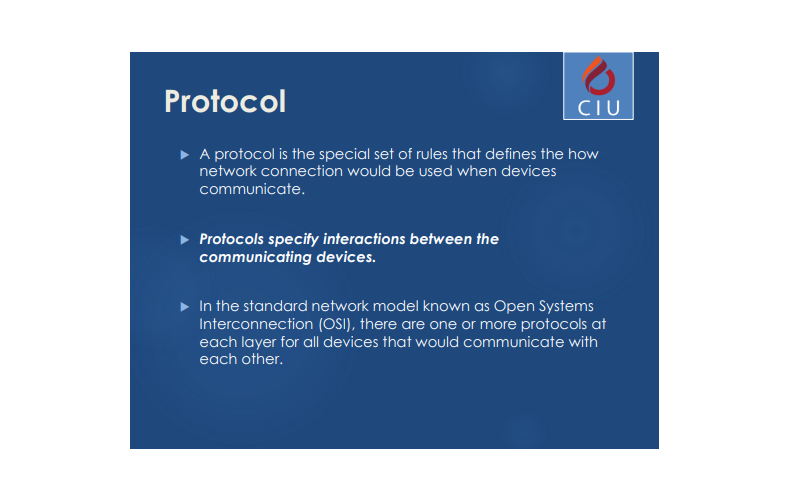 CIU
Protocol
A protocol is the special set of rules that defines the how
network connection would be used when devices
communicate.
Protocols specify interactions between the
communicating devices.
In the standard network model known as Open Systems
Interconnection (OSI), there are one or more protocols at
each layer for all devices that would communicate with
each other.